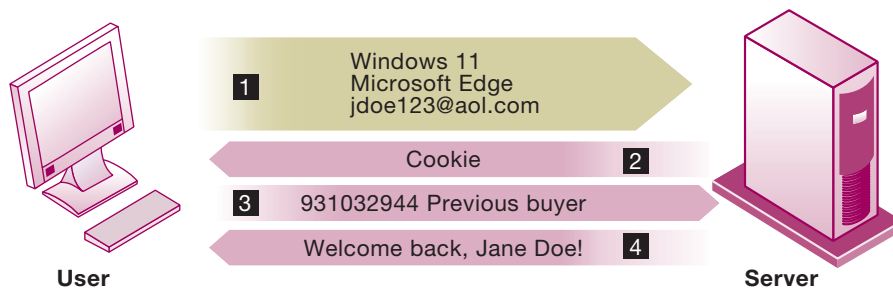 1
Windows 11
Microsoft Edge
jdoe123@aol.com
Cookie
2
3
931032944 Previous buyer
Welcome back, Jane Doe!
4
User
Server